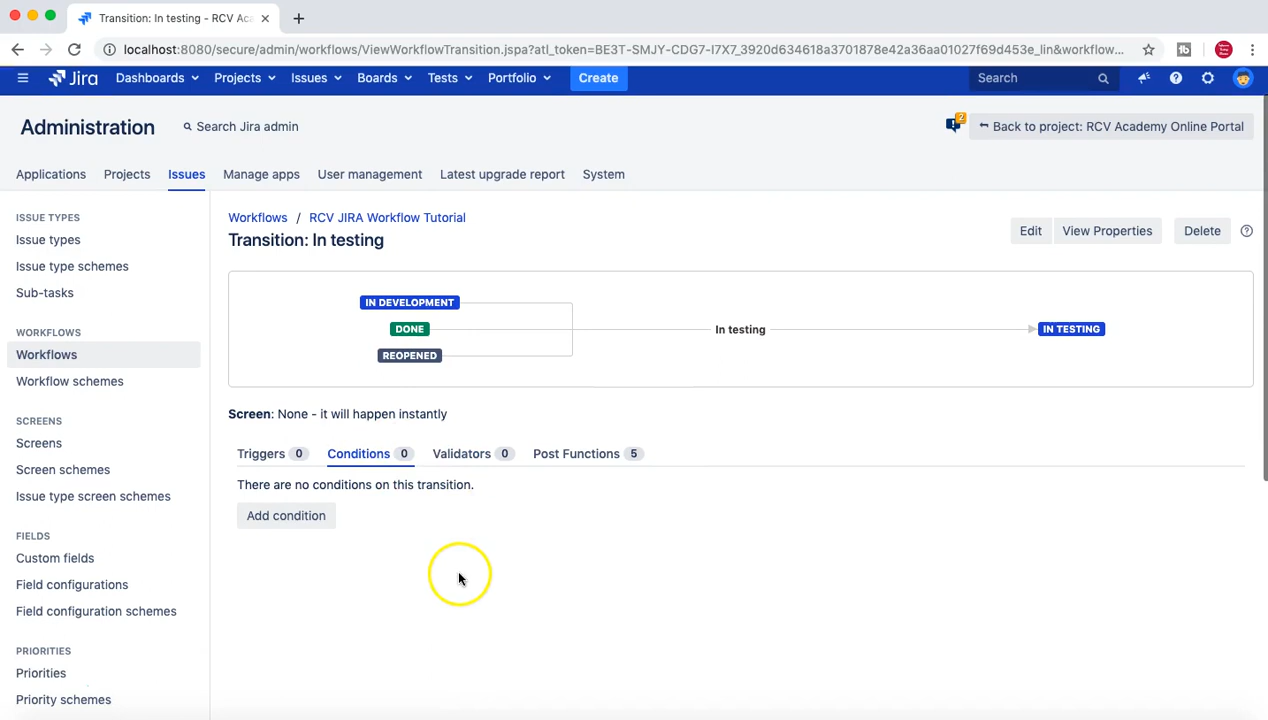 Transition: In testing - RCV Aca
localhost:8080/secure/admin/workflows/ViewWorkflowTransition.jspa?atl_token=BE3T-SMJY-CDG7-I7X7_3920d634618a3701878e42a36aa01027f69d453e_lin&workflow...
Jira Dashboards Projects Issues Boards Tests Portfolio Create Search
Administration Search Jira admin 2 Back to project: RCV Academy Online Portal
Applications Projects Issues Manage apps User management Latest upgrade report System
ISSUE TYPES
Issue types
Issue type schemes
Sub-tasks
WORKFLOWS
Workflows
Workflow schemes
SCREENS
Screens
Screen schemes
Issue type screen schemes
FIELDS
Custom fields
Field configurations
Field configuration schemes
PRIORITIES
Priorities
Priority schemes
Workflows / RCV JIRA Workflow Tutorial
Transition: In testing
Edit View Properties Delete
IN DEVELOPMENT
DONE In testing IN TESTING
REOPENED
Screen: None - it will happen instantly
Triggers 0 Conditions 0 Validators 0 Post Functions 5
There are no conditions on this transition.
Add condition